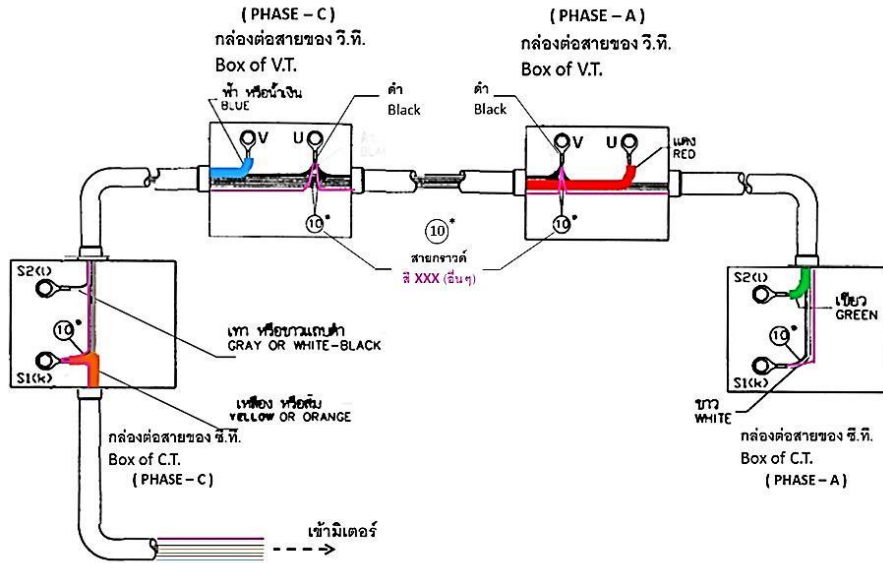 ( PHASE – C )
กล่องต่อสายของ วี.ที.
Box of V.T.
ฟ้า หรือน้ำเงิน
BLUE
ดำ
Black
( PHASE – A )
กล่องต่อสายของ วี.ที.
Box of V.T.
ดำ
Black
แดง
RED
V U
V U
10*
10*
10*
สายกราวด์
สี XXX (อื่นๆ)
S2(l)
10*
S1(k)
เทา หรือขาวแถบดำ
GRAY OR WHITE-BLACK
เหลือง หรือส้ม
YELLOW OR ORANGE
กล่องต่อสายของ ซี.ที.
Box of C.T.
( PHASE – C )
S2(l)
เขียว
GREEN
10*
S1(k)
ขาว
WHITE
กล่องต่อสายของ ซี.ที.
Box of C.T.
( PHASE – A )
เข้ามิเตอร์